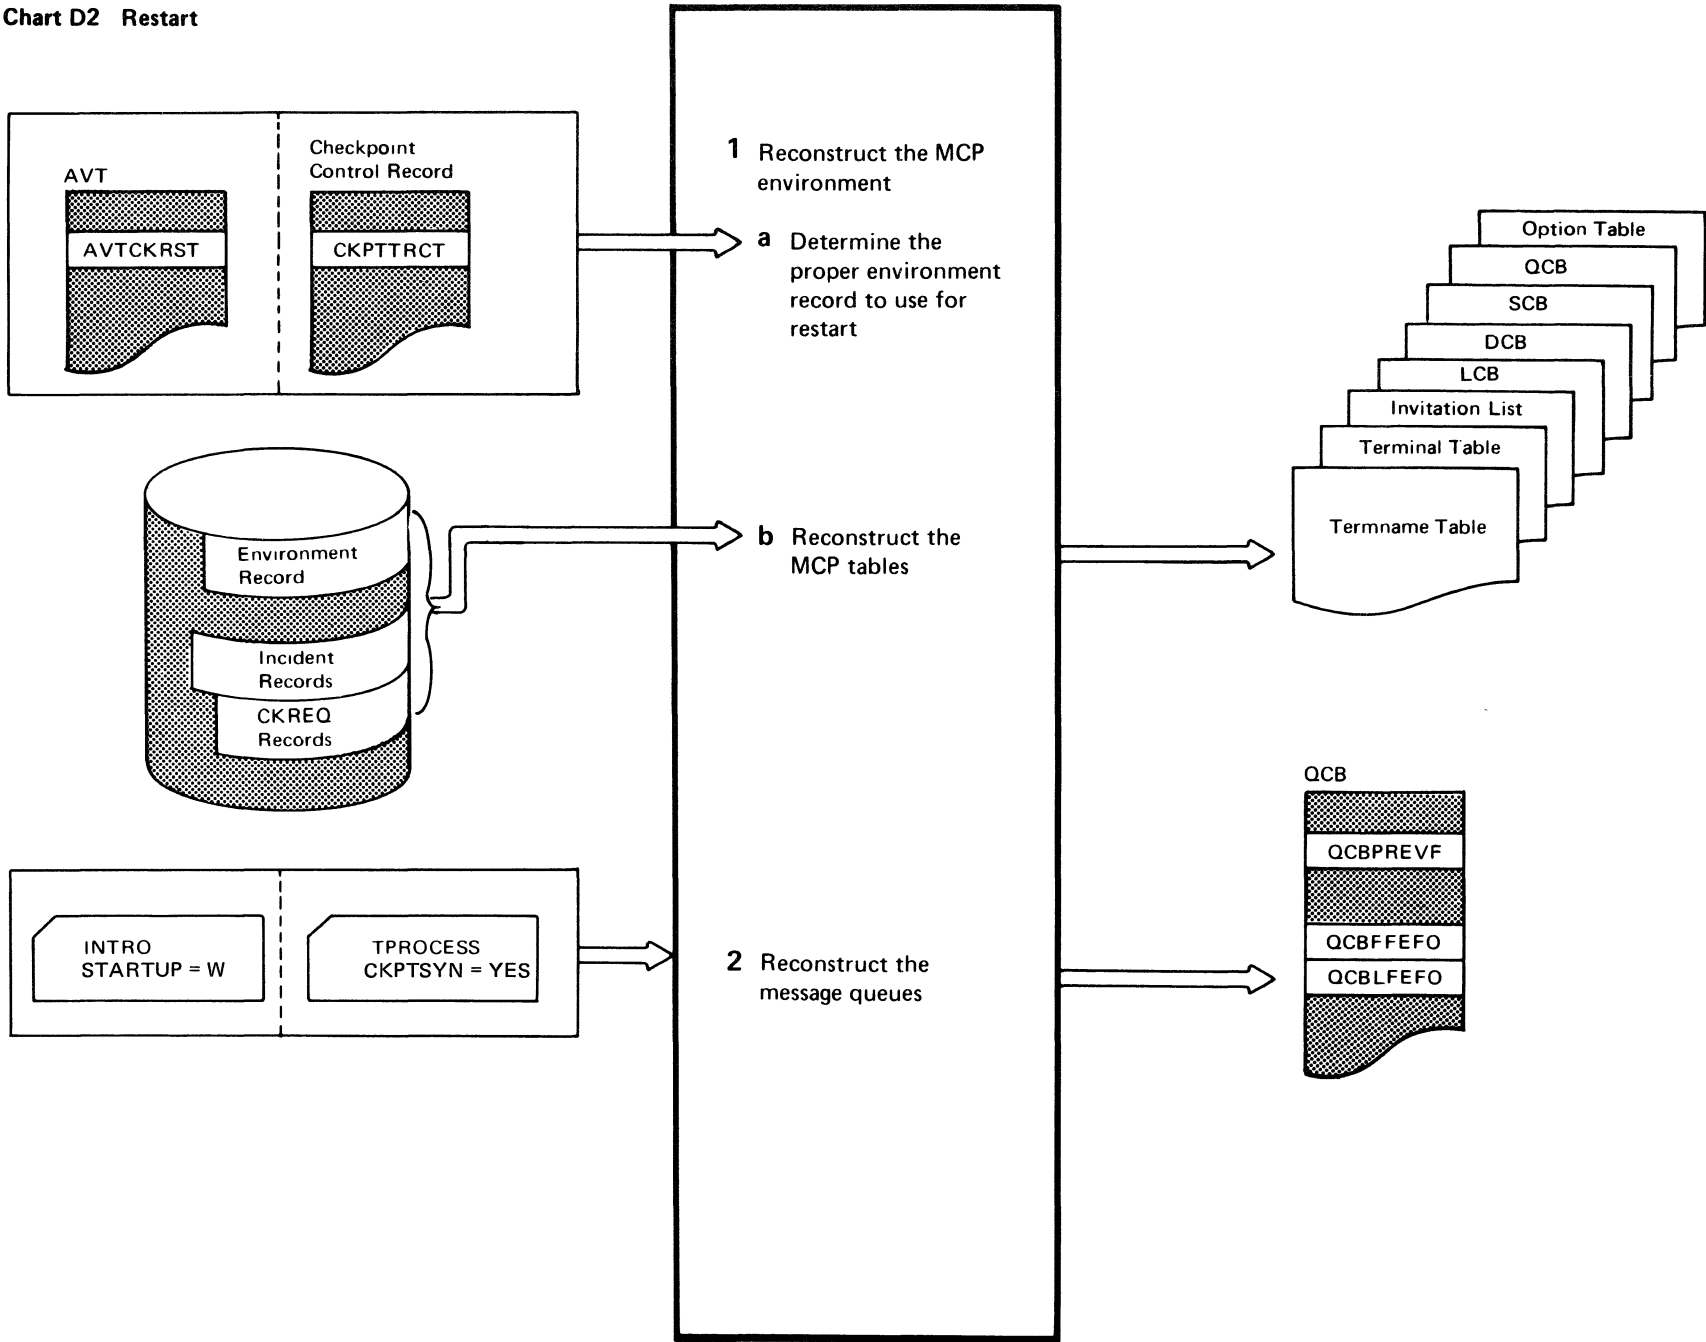 Chart D2 Restart
AVT
AVTCKRST
Checkpoint
Control Record
CKPTTRCT
Environment
Record
Incident
Records
CKREQ
Records
INTRO
STARTUP = W
TPROCESS
CKPTSYN = YES
1 Reconstruct the MCP
environment
a Determine the
proper environment
record to use for
restart
b Reconstruct the
MCP tables
2 Reconstruct the
message queues
Option Table
QCB
SCB
DCB
LCB
Invitation List
Terminal Table
Termname Table
QCB
QCBPREVF
QCBFFEFO
QCBLFEFO